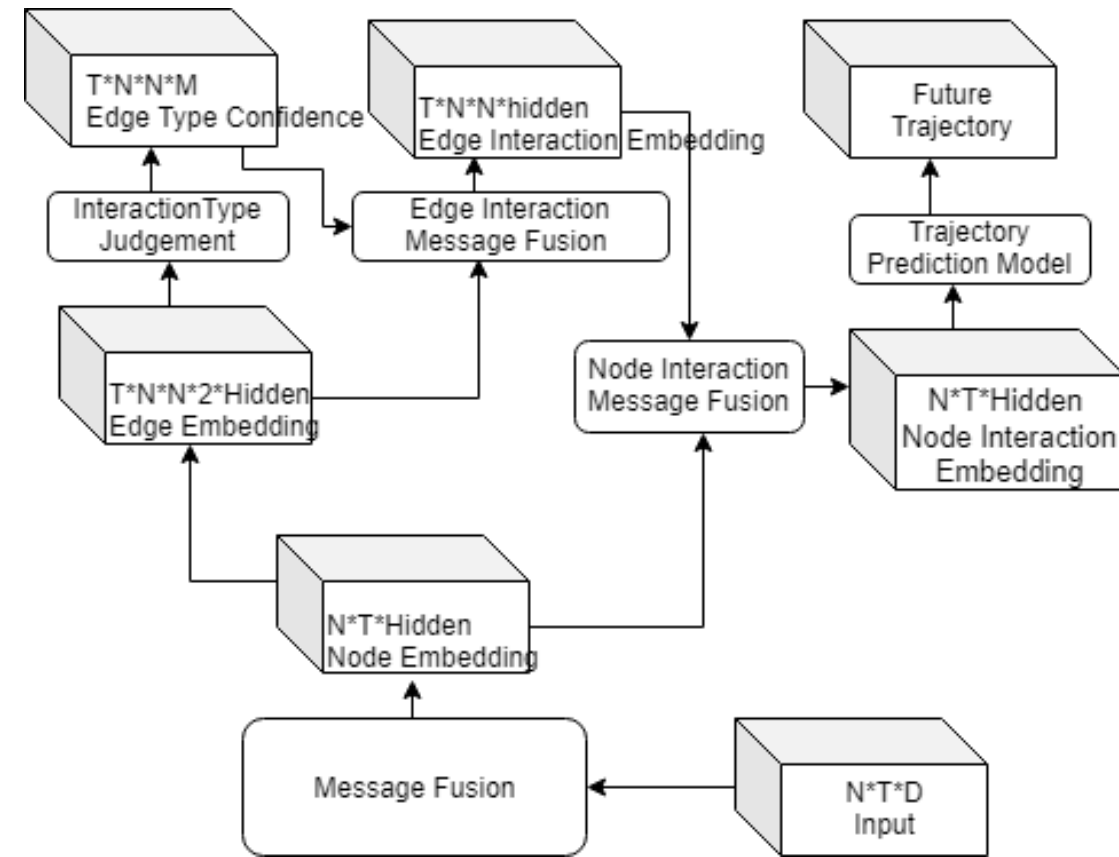 T*N*N*M
Edge Type Confidence
T*N*N*hidden
Edge Interaction Embedding
Future
Trajectory
InteractionType
Judgement
Edge Interaction
Message Fusion
Trajectory
Prediction Model
T*N*N*2*Hidden
Edge Embedding
Node Interaction
Message Fusion
N*T*Hidden
Node Interaction
Embedding
N*T*Hidden
Node Embedding
Message Fusion
N*T*D
Input